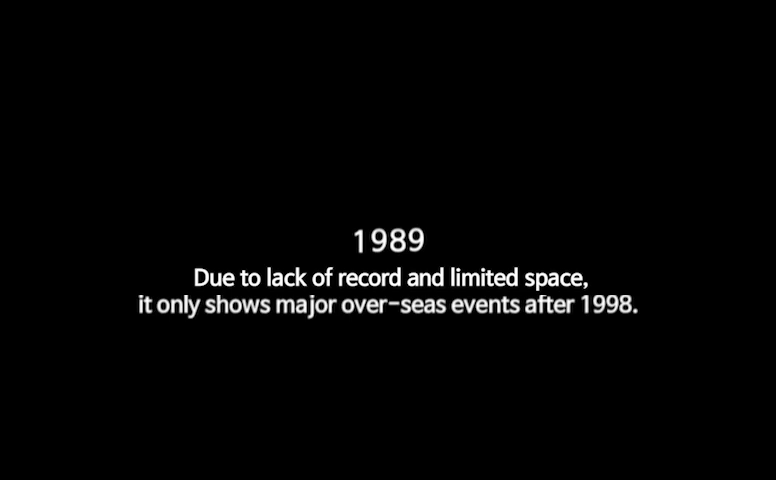 1989
Due to lack of record and limited space,
it only shows major over-seas events after 1998.